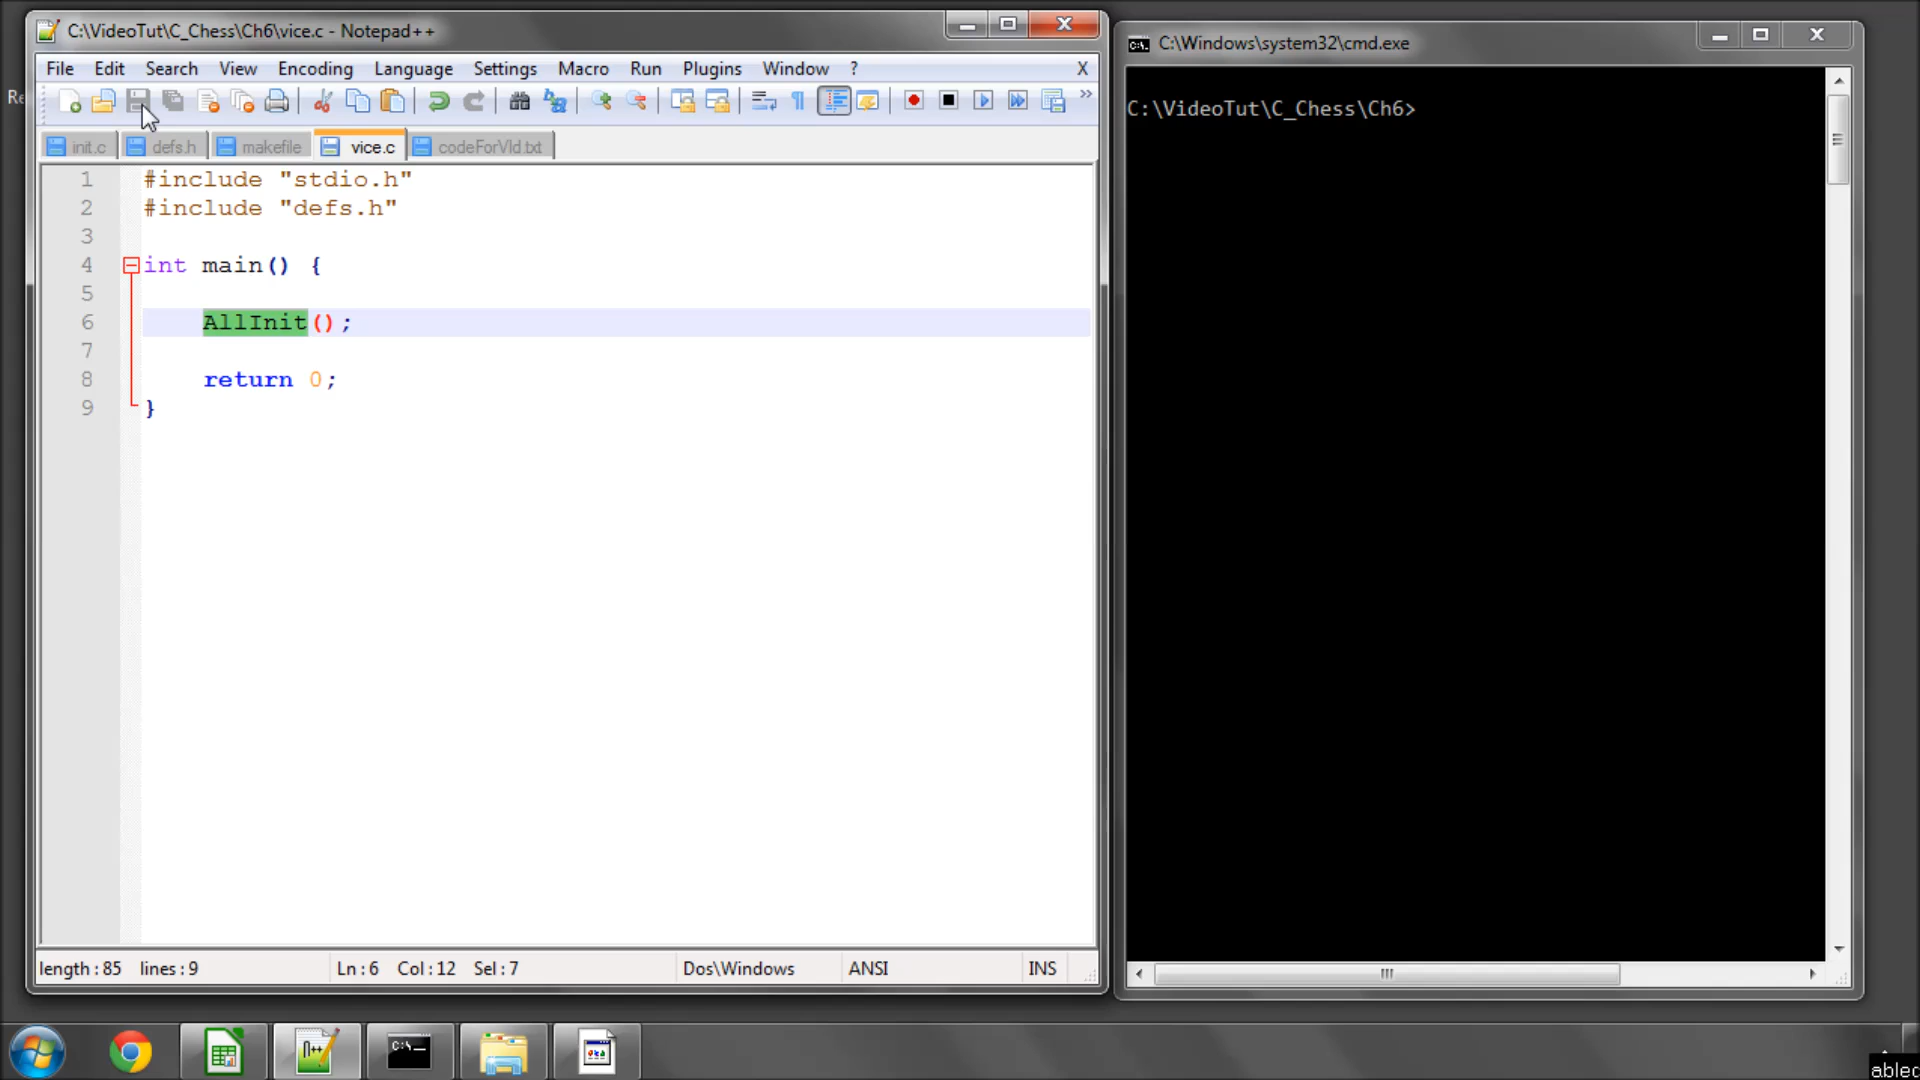 C:\VideoTut\C_Chess\Ch6\vice.c - Notepad++
File Edit Search View Encoding Language Settings Macro Run Plugins Window ? X
init.c defs.h makefile vice.c codeForVId.txt
1 #include "stdio.h"
2 #include "defs.h"
3
4 int main() {
5
6 AllInit();
7
8 return 0;
9 }
length : 85 lines : 9 Ln : 6 Col : 12 Sel : 7 Dos\Windows ANSI INS
C:\Windows\system32\cmd.exe
C:\VideoTut\C_Chess\Ch6>
ablec